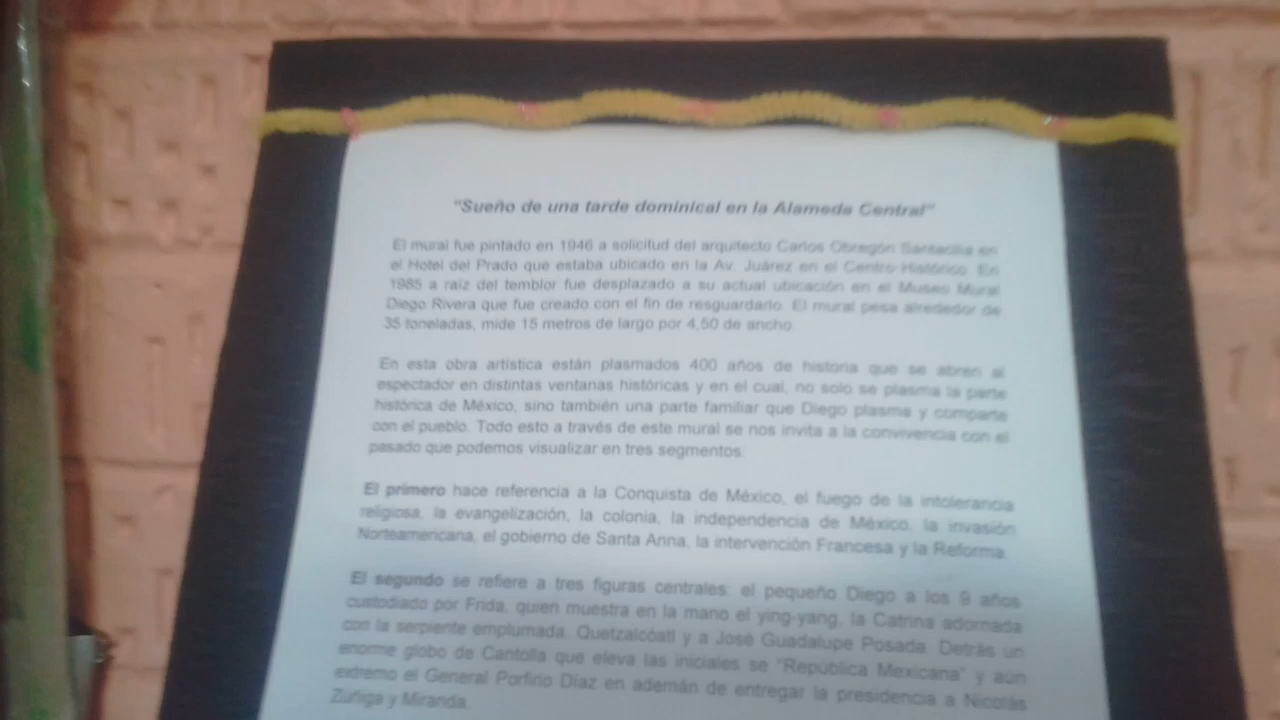 "Sueño de una tarde dominical en la Alameda Central"
El mural fue pintado en 1946 a solicitud del arquitecto Carlos Obregón Santacilia en
el Hotel del Prado que estaba ubicado en la Av. Juárez en el Centro Histórico. En
1985 a raíz del temblor fue desplazado a su actual ubicación en el Museo Mural
Diego Rivera que fue creado con el fin de resguardarlo. El mural pesa alrededor de
35 toneladas, mide 15 metros de largo por 4,50 de ancho.
En esta obra artística están plasmados 400 años de historia que se abren al
espectador en distintas ventanas históricas y en el cual, no solo se plasma la parte
histórica de México, sino también una parte familiar que Diego plasma y comparte
con el pueblo. Todo esto a través de este mural se nos invita a la convivencia con el
pasado que podemos visualizar en tres segmentos:
El primero hace referencia a la Conquista de México, el fuego de la intolerancia
religiosa, la evangelización, la colonia, la independencia de México, la invasión
Norteamericana, el gobierno de Santa Anna, la intervención Francesa y la Reforma.
El segundo se refiere a tres figuras centrales: el pequeño Diego a los 9 años
custodiado por Frida, quien muestra en la mano el ying-yang, la Catrina adornada
con la serpiente emplumada, Quetzalcóatl y a José Guadalupe Posada. Detrás un
enorme globo de Cantolla que eleva las iniciales se "República Mexicana" y aún
extremo el General Porfirio Díaz en ademán de entregar la presidencia a Nicolás
Zúñiga y Miranda.